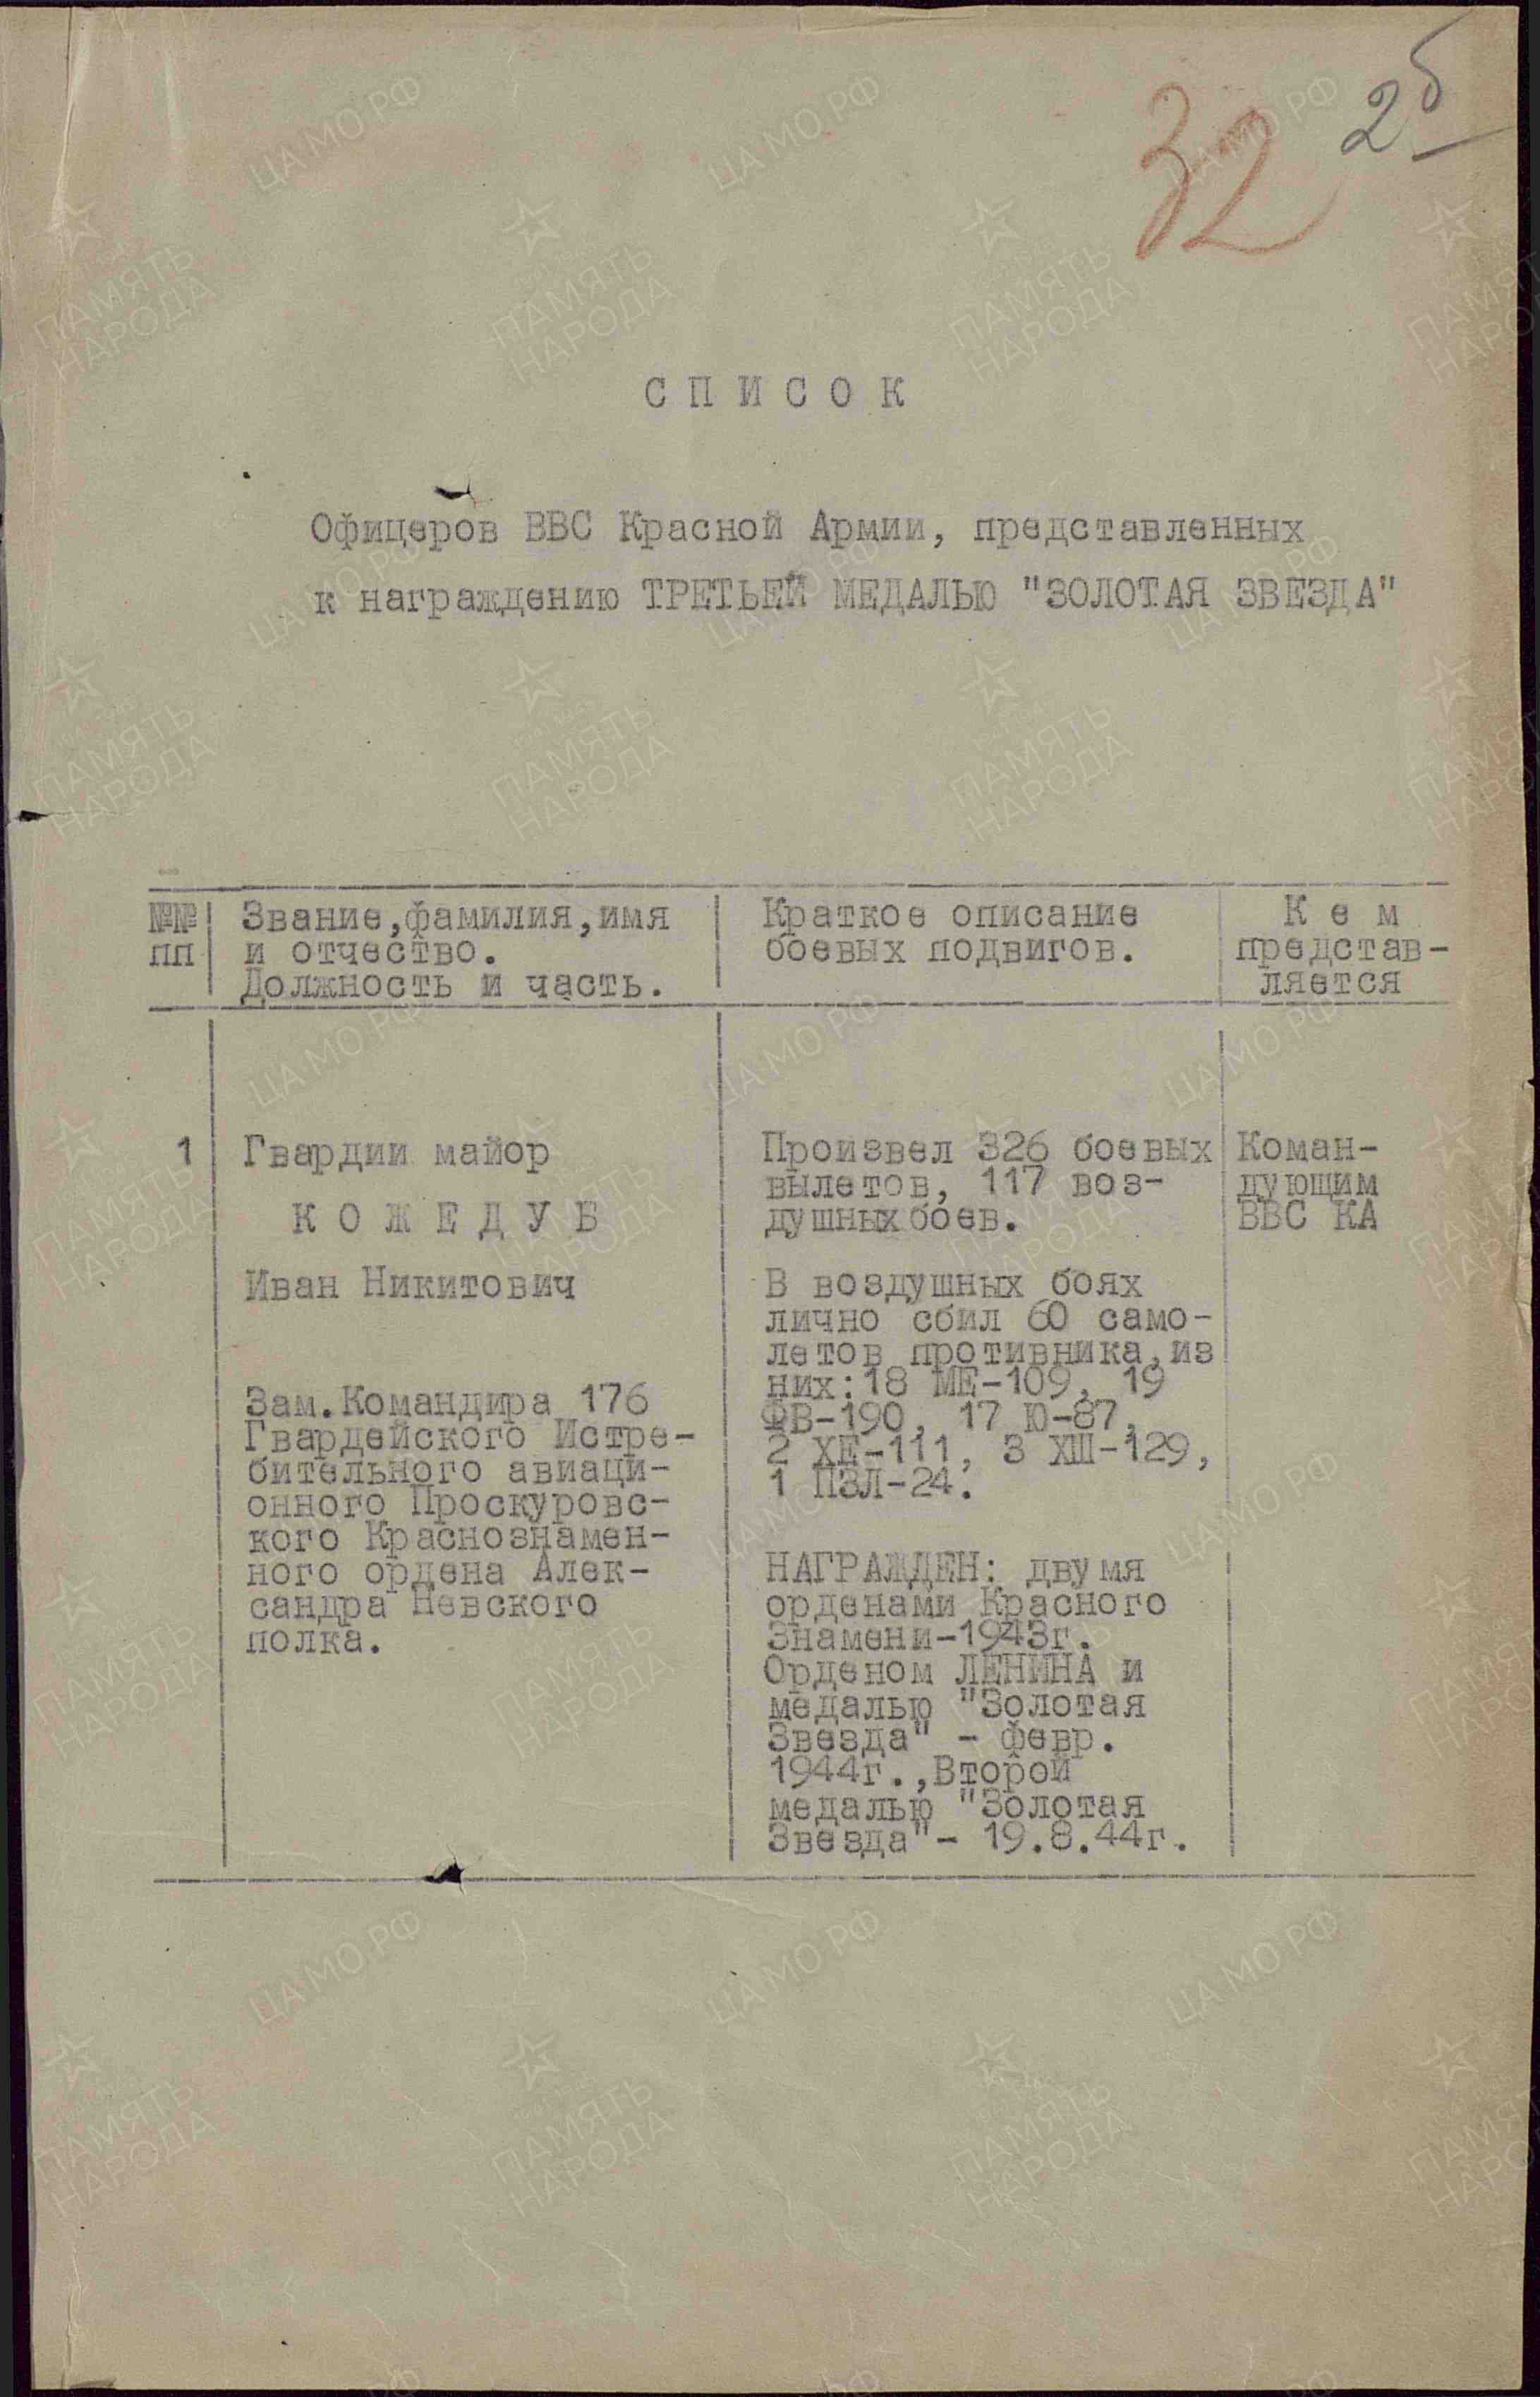 32
25
СПИСОК
Офицеров ВВС Красной Армии, представленных
к награждению ТРЕТЬЕЙ МЕДАЛЬЮ "ЗОЛОТАЯ ЗВЕЗДА"
№№ пп
Звание,фамилия,имя
и отчество.
Должность и часть.
Краткое описание
боевых подвигов.
Кем
представ-
ляется
1
Гвардии майор
КОЖЕДУБ
Иван Никитович
Зам.Командира 176
Гвардейского Истре-
бительного авиаци-
онного Проскуровс-
кого Краснознамен-
ного ордена Алек-
сандра Невского
полка.
Произвел 326 боевых
вылетов, 117 воз-
душных боев.
В воздушных боях
лично сбил 60 само-
летов противника,из
них:18 МЕ-109, 19
ФВ-190, 17 Ю-87,
2 ХЕ-111, 3 ХШ-129,
1 ПЗЛ-24.
НАГРАЖДЕН: двумя
орденами Красного
Знамени-1943г.
Орденом ЛЕНИНА и
медалью "Золотая
Звезда" - февр.
1944г.,Второй
медалью "Золотая
Звезда"- 19.8.44г.
Коман-
дующим
ВВС КА
ЦА МО РФ
ПАМЯТЬ
НАРОДА